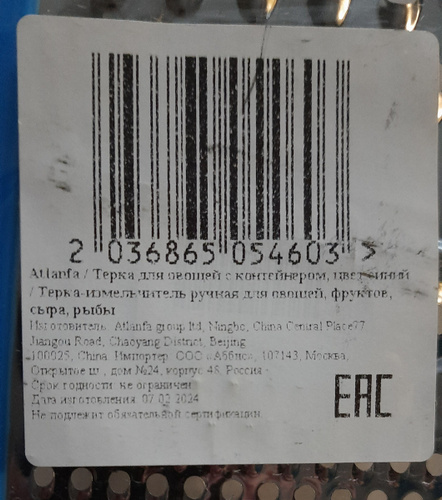 2 036865 054603 >
Atlanfa / Терка для овощей с контейнером, цвет синий
/ Терка-измельчитель ручная для овощей, фруктов,
сыра, рыбы
Изготовитель: Atlanfa group ltd, Ningbo, China Central Place77
Jianguo Road, Chaoyang District, Beijing
100025, China. Импортер: ООО «Аббиса, 107143, Москва,
Открытое ш., дом №24, корпус 48, Россия
Срок годности: не ограничен
Дата изготовления: 07.02.2024
Не подлежит обязательной сертификации
EAC